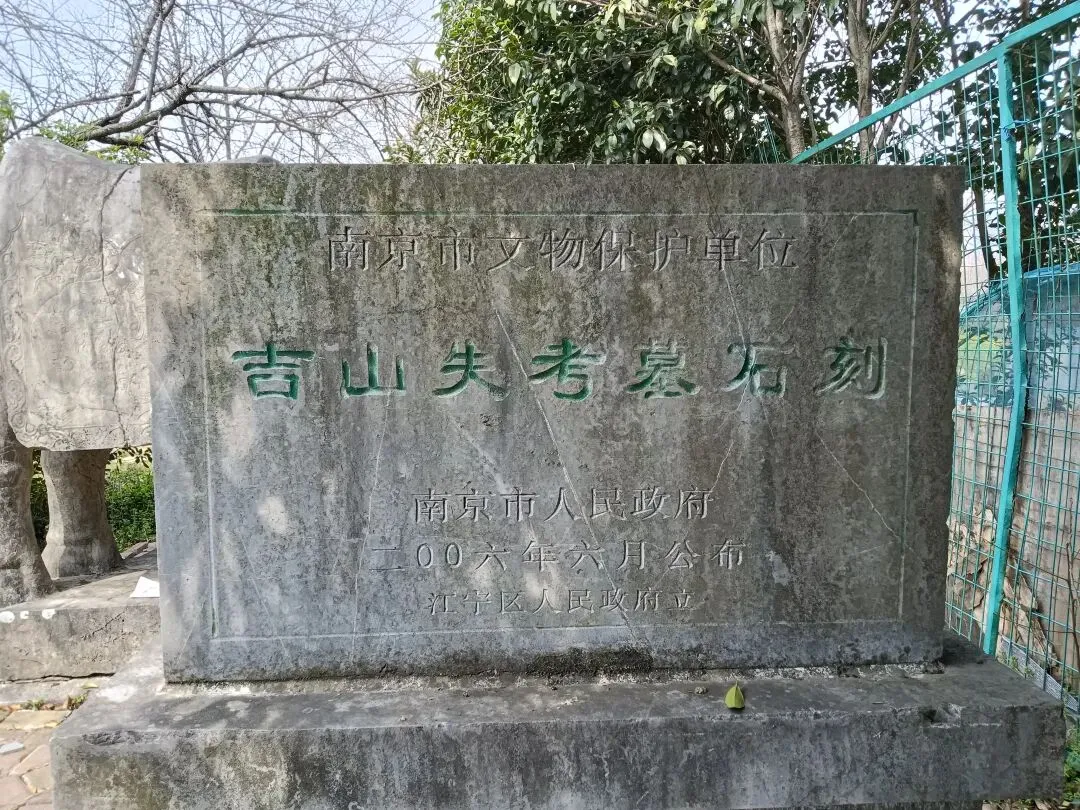 南京市文物保护单位
吉山失考墓石刻
南京市人民政府
二00六年六月公布
江宁区人民政府立